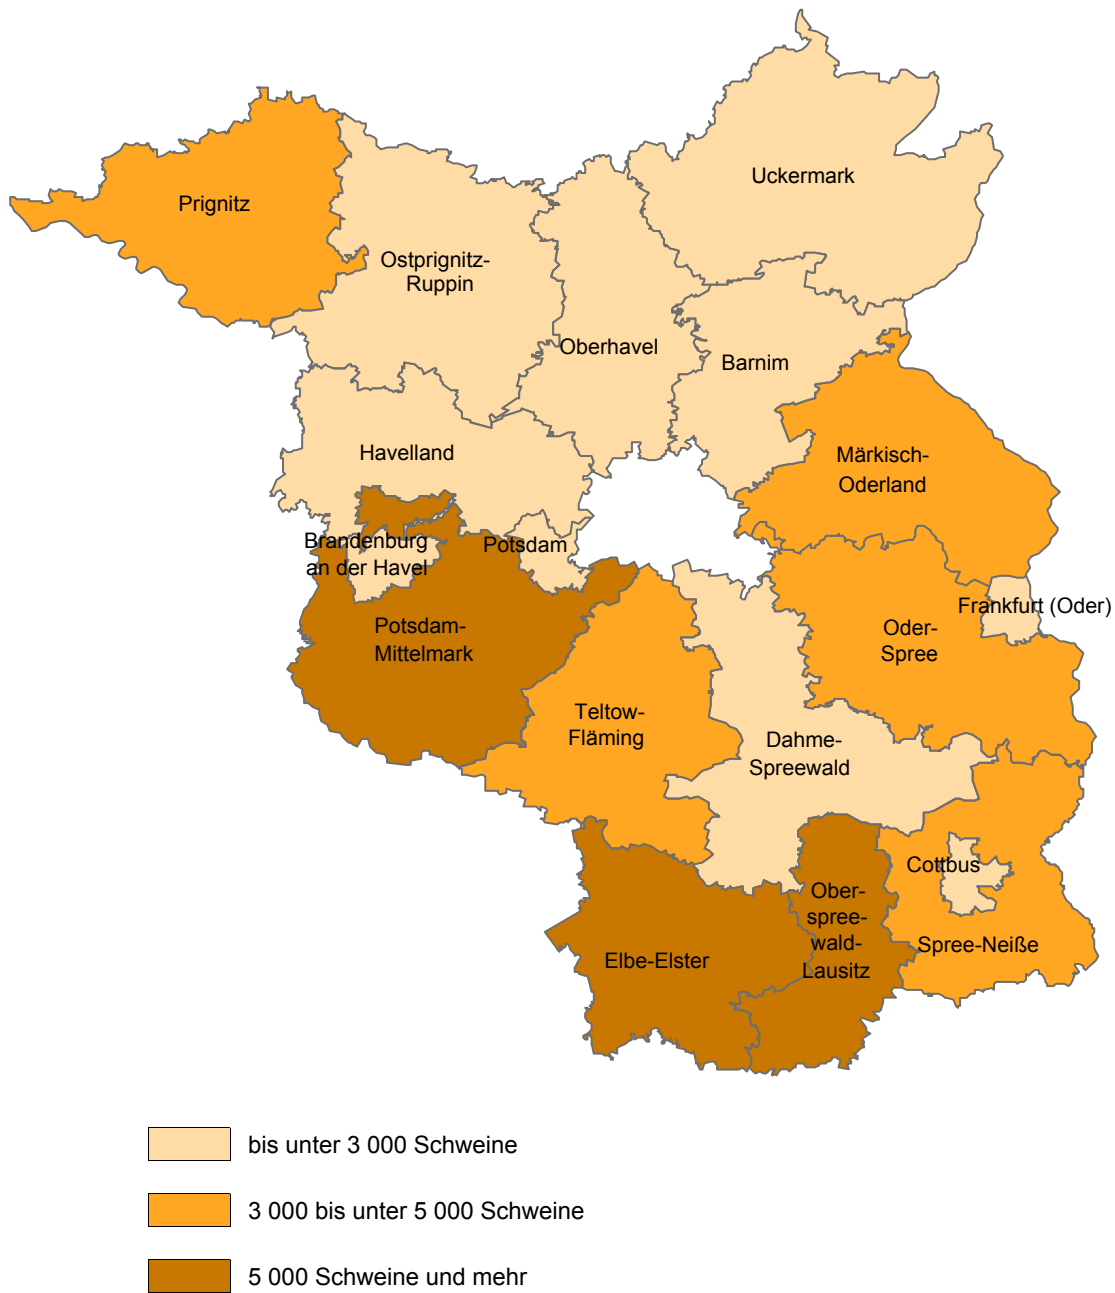 Uckermark
Prignitz
Ostprignitz-
Ruppin
Oberhavel
Barnim
Havelland
Märkisch-
Oderland
Brandenburg
an der Havel
Potsdam
Frankfurt (Oder)
Potsdam-
Mittelmark
Oder-
Spree
Teltow-
Fläming
Dahme-
Spreewald
Cottbus
Ober-
spree-
wald-
Lausitz
Spree-Neiße
Elbe-Elster
bis unter 3 000 Schweine
3 000 bis unter 5 000 Schweine
5 000 Schweine und mehr